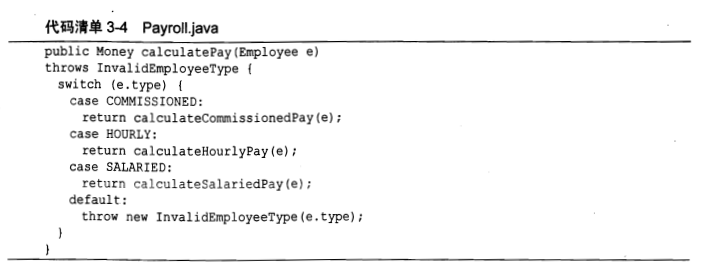 代码清单 3-4 Payroll.java
public Money calculatePay(Employee e)
throws InvalidEmployeeType {
switch (e.type) {
case COMMISSIONED:
return calculateCommissionedPay(e);
case HOURLY:
return calculateHourlyPay(e);
case SALARIED:
return calculateSalariedPay(e);
default:
throw new InvalidEmployeeType(e.type);
}
}